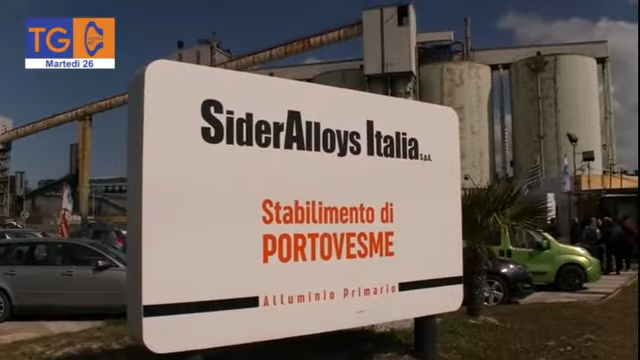 TG
Martedì 26
SiderAlloys Italia S.p.A.
Stabilimento di
PORTOVESME
Alluminio Primario